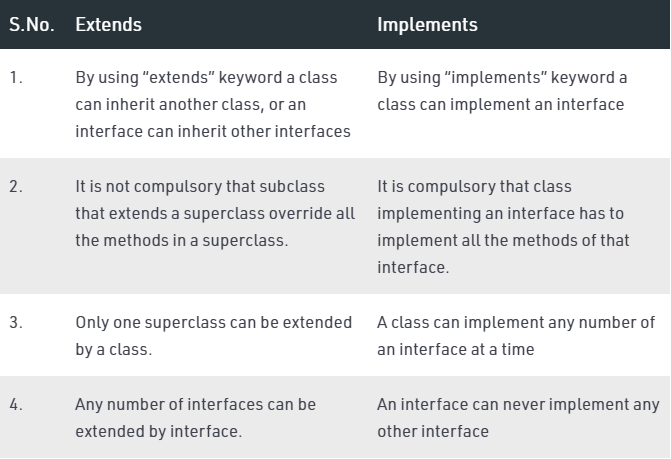 S.No. Extends Implements
1. By using “extends” keyword a class By using “implements” keyword a
can inherit another class, or an class can implement an interface
interface can inherit other interfaces
2. It is not compulsory that subclass It is compulsory that class
that extends a superclass override all implementing an interface has to
the methods in a superclass. implement all the methods of that
interface.
3. Only one superclass can be extended A class can implement any number of
by a class. an interface at a time
4. Any number of interfaces can be An interface can never implement any
extended by interface. other interface